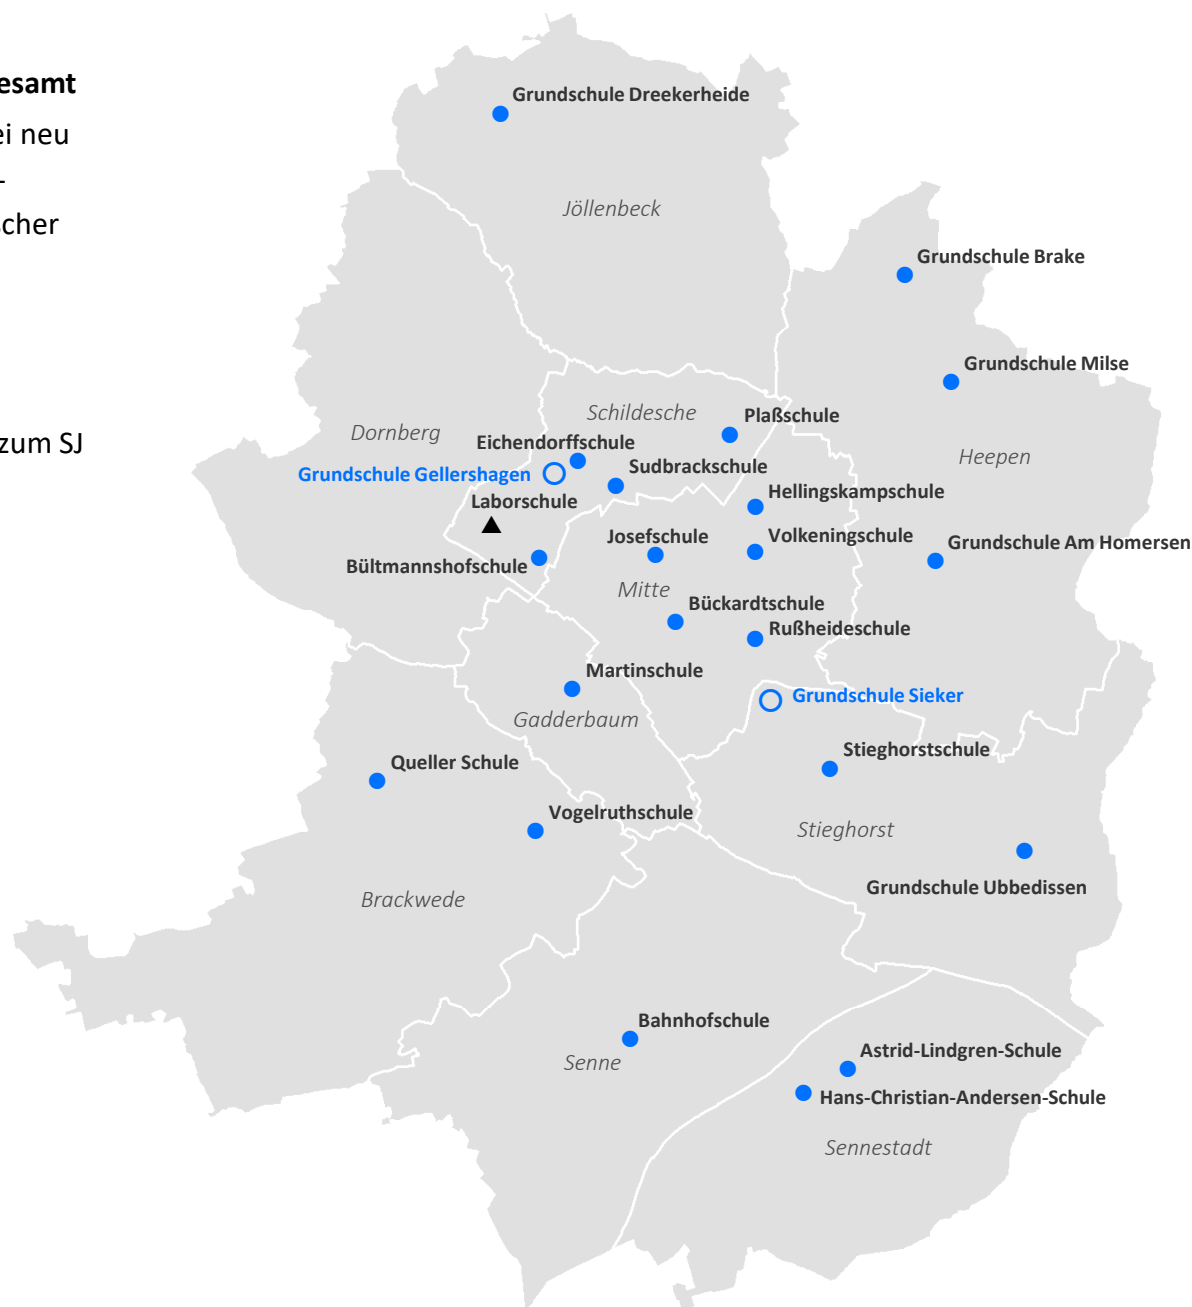 esamt
ei neu
-
scher
zum SJ
Grundschule Dreekerheide
Jöllenbeck
Grundschule Brake
Grundschule Milse
Schildesche
Plaßschule
Dornberg
Eichendorffschule
Heepen
Grundschule Gellershagen
Sudbrackschule
Laborschule
Hellingskampschule
Josefschule
Volkeningschule
Grundschule Am Homersen
Bültmannshofschule
Mitte
Bückardtschule
Rußheideschule
Martinschule
Grundschule Sieker
Gadderbaum
Stieghorstschule
Queller Schule
Vogelruthschule
Stieghorst
Grundschule Ubbedissen
Brackwede
Bahnhofschule
Senne
Astrid-Lindgren-Schule
Hans-Christian-Andersen-Schule
Sennestadt